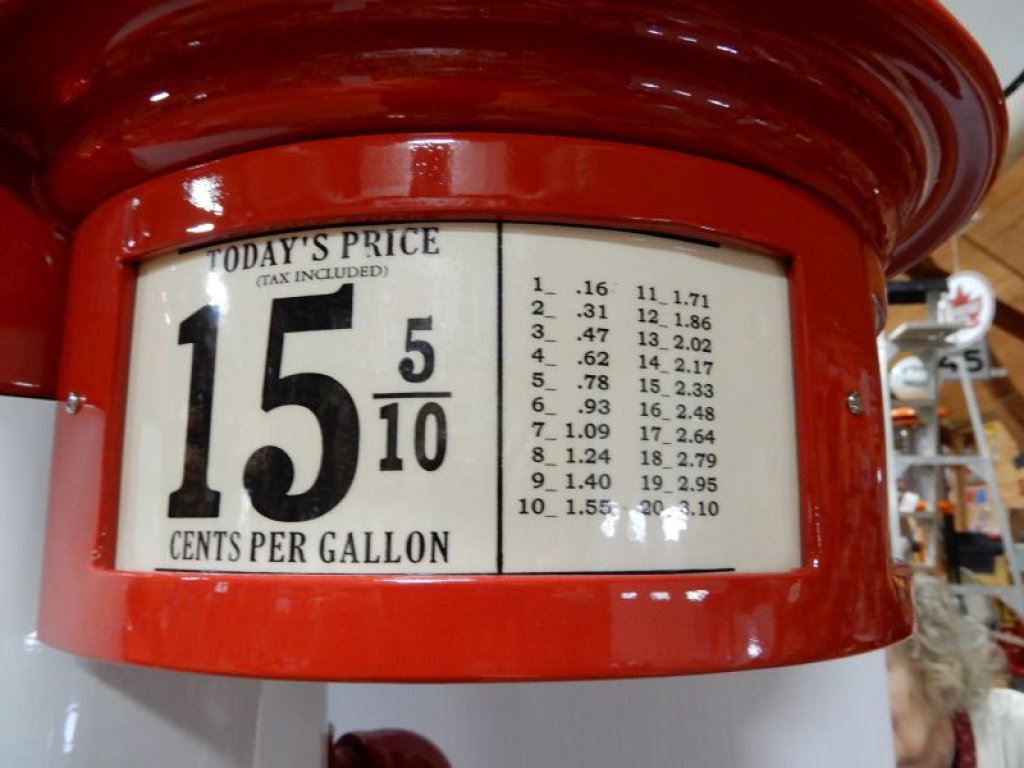 TODAY'S PRICE
(TAX INCLUDED)
15 5/10
CENTS PER GALLON
1_ .16 11_ 1.71
2_ .31 12_ 1.86
3_ .47 13_ 2.02
4_ .62 14_ 2.17
5_ .78 15_ 2.33
6_ .93 16_ 2.48
7_ 1.09 17_ 2.64
8_ 1.24 18_ 2.79
9_ 1.40 19_ 2.95
10_ 1.55 20_ 3.10
45